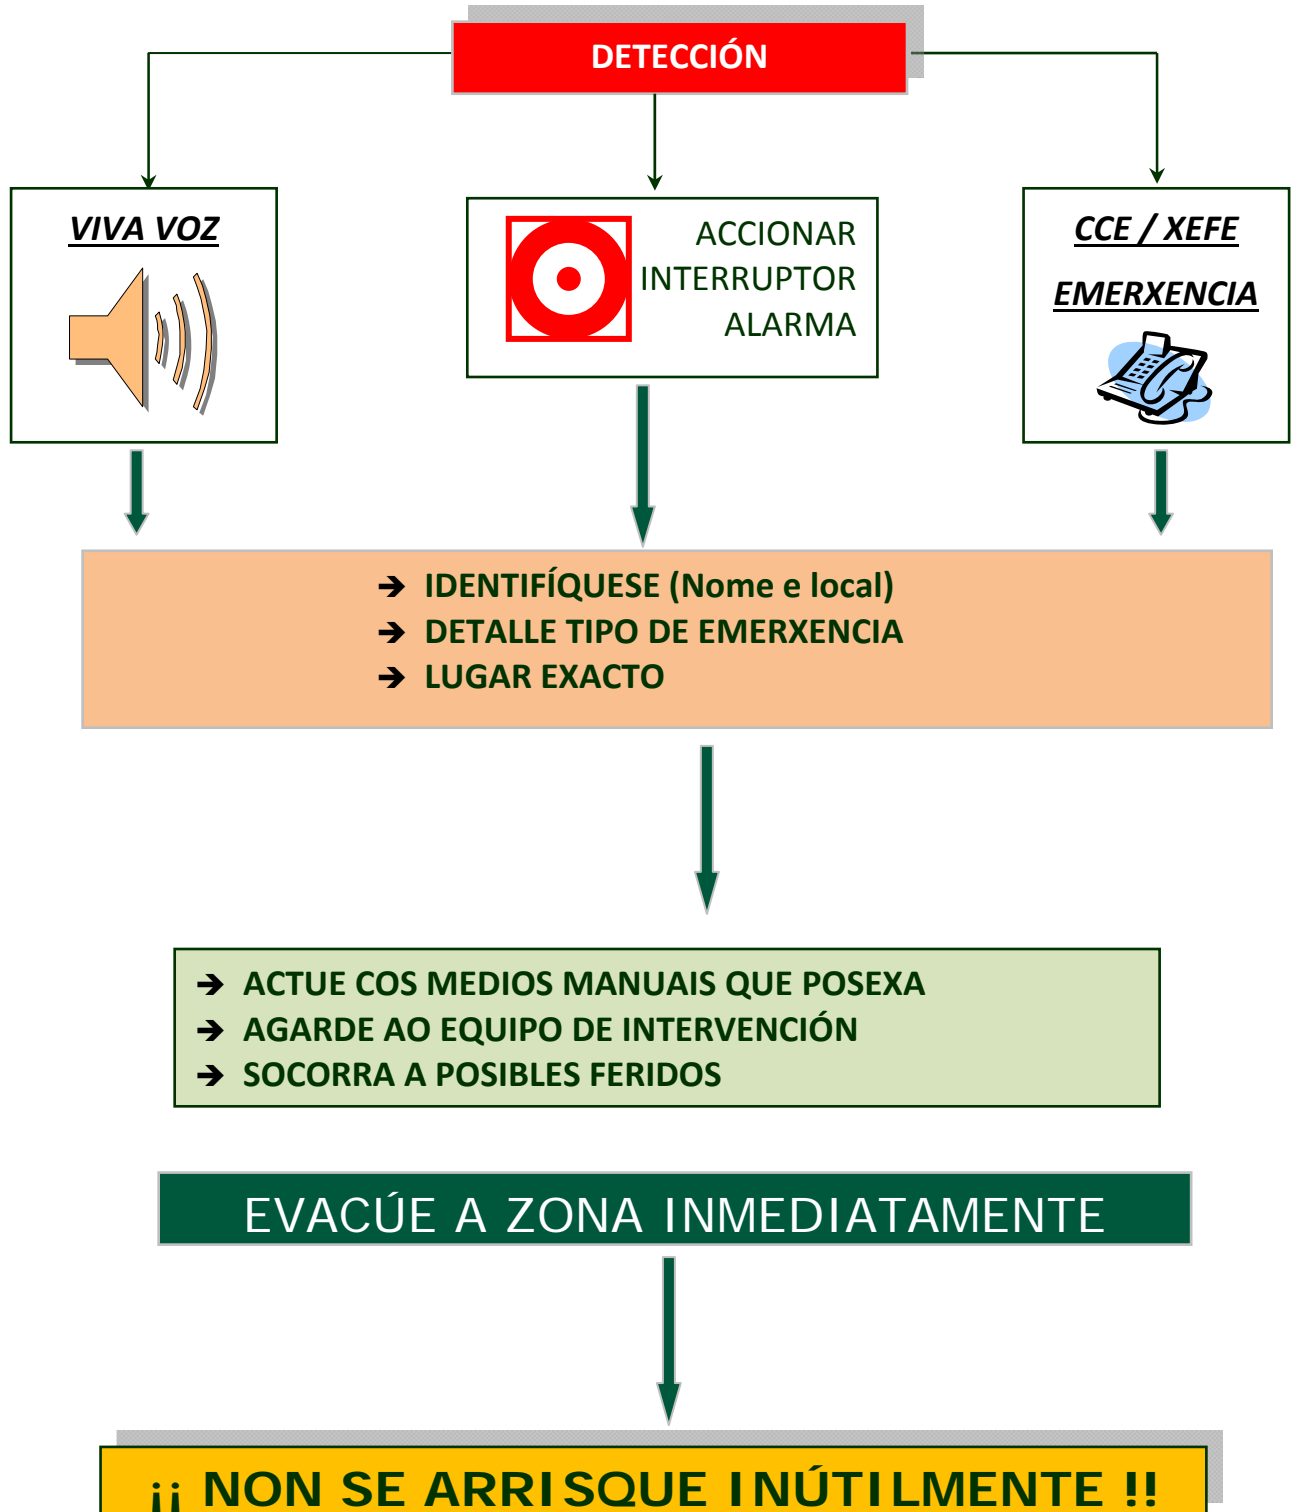 DETECCIÓN
VIVA VOZ
ACCIONAR
INTERRUPTOR
ALARMA
CCE / XEFE
EMERXENCIA
➔ IDENTIFÍQUESE (Nome e local)
➔ DETALLE TIPO DE EMERXENCIA
➔ LUGAR EXACTO
➔ ACTUE COS MEDIOS MANUAIS QUE POSEXA
➔ AGARDE AO EQUIPO DE INTERVENCIÓN
➔ SOCORRA A POSIBLES FERIDOS
EVACÚE A ZONA INMEDIATAMENTE
¡¡ NON SE ARRISQUE INÚTILMENTE !!